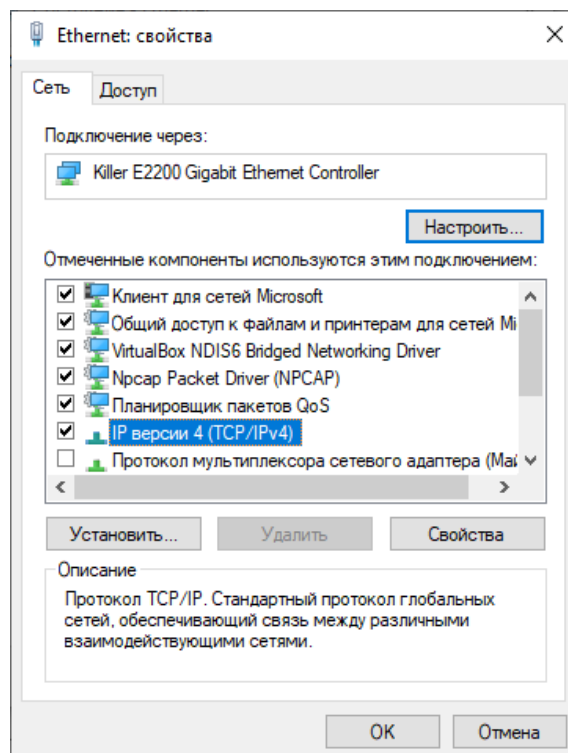 Ethernet: свойства
Сеть
Доступ
Подключение через:
Killer E2200 Gigabit Ethernet Controller
Настроить...
Отмеченные компоненты используются этим подключением:
Клиент для сетей Microsoft
Общий доступ к файлам и принтерам для сетей Mi
VirtualBox NDIS6 Bridged Networking Driver
Npcap Packet Driver (NPCAP)
Планировщик пакетов QoS
IP версии 4 (TCP/IPv4)
Протокол мультиплексора сетевого адаптера (Май
Установить...
Удалить
Свойства
Описание
Протокол TCP/IP. Стандартный протокол глобальных
сетей, обеспечивающий связь между различными
взаимодействующими сетями.
OK
Отмена